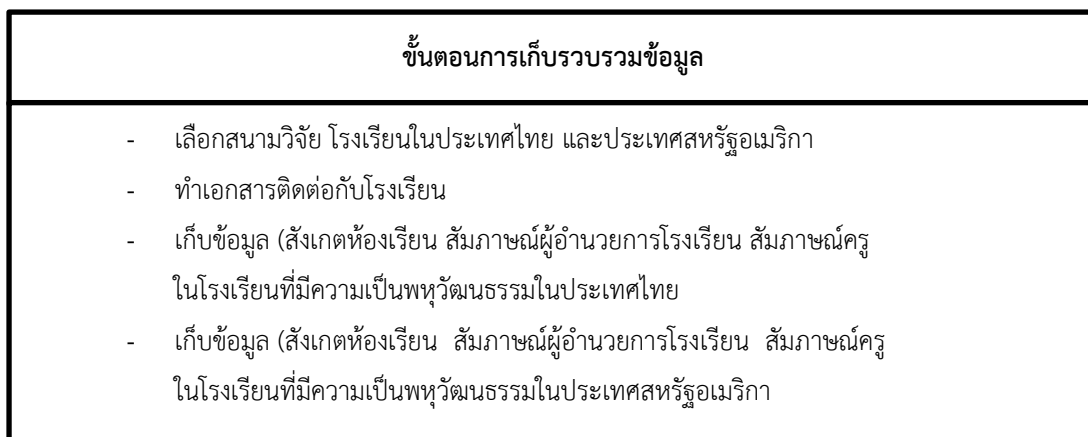 ขั้นตอนการเก็บรวบรวมข้อมูล
- เลือกสนามวิจัย โรงเรียนในประเทศไทย และประเทศสหรัฐอเมริกา
- ทำเอกสารติดต่อกับโรงเรียน
- เก็บข้อมูล (สังเกตห้องเรียน สัมภาษณ์ผู้อำนวยการโรงเรียน สัมภาษณ์ครู
ในโรงเรียนที่มีความเป็นพหุวัฒนธรรมในประเทศไทย
- เก็บข้อมูล (สังเกตห้องเรียน สัมภาษณ์ผู้อำนวยการโรงเรียน สัมภาษณ์ครู
ในโรงเรียนที่มีความเป็นพหุวัฒนธรรมในประเทศสหรัฐอเมริกา